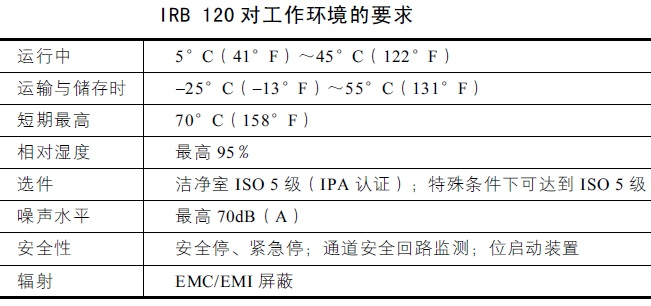 IRB 120 对工作环境的要求
运行中 5°C(41°F)~45°C(122°F)
运输与储存时 –25°C(–13°F)~55°C(131°F)
短期最高 70°C(158°F)
相对湿度 最高 95%
选件 洁净室 ISO 5 级(IPA 认证);特殊条件下可达到 ISO 5 级
噪声水平 最高 70dB(A)
安全性 安全停、紧急停;通道安全回路监测;位启动装置
辐射 EMC/EMI 屏蔽